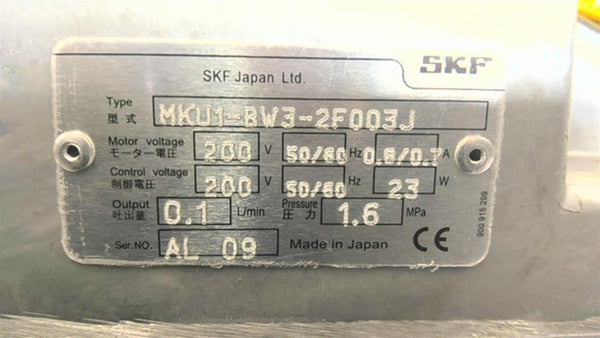 SKF
SKF Japan Ltd.
Type
型式 MKU1-BW3-2F003J
Motor voltage
モーター電圧 200 V 50/60 Hz 0.6/0.7 A
Control voltage
制御電圧 200 V 50/60 Hz 23 W
Output
吐出量 0.1 L/min
Pressure
圧力 1.6 MPa
Ser.NO. AL 09 Made in Japan CE
900 915 299